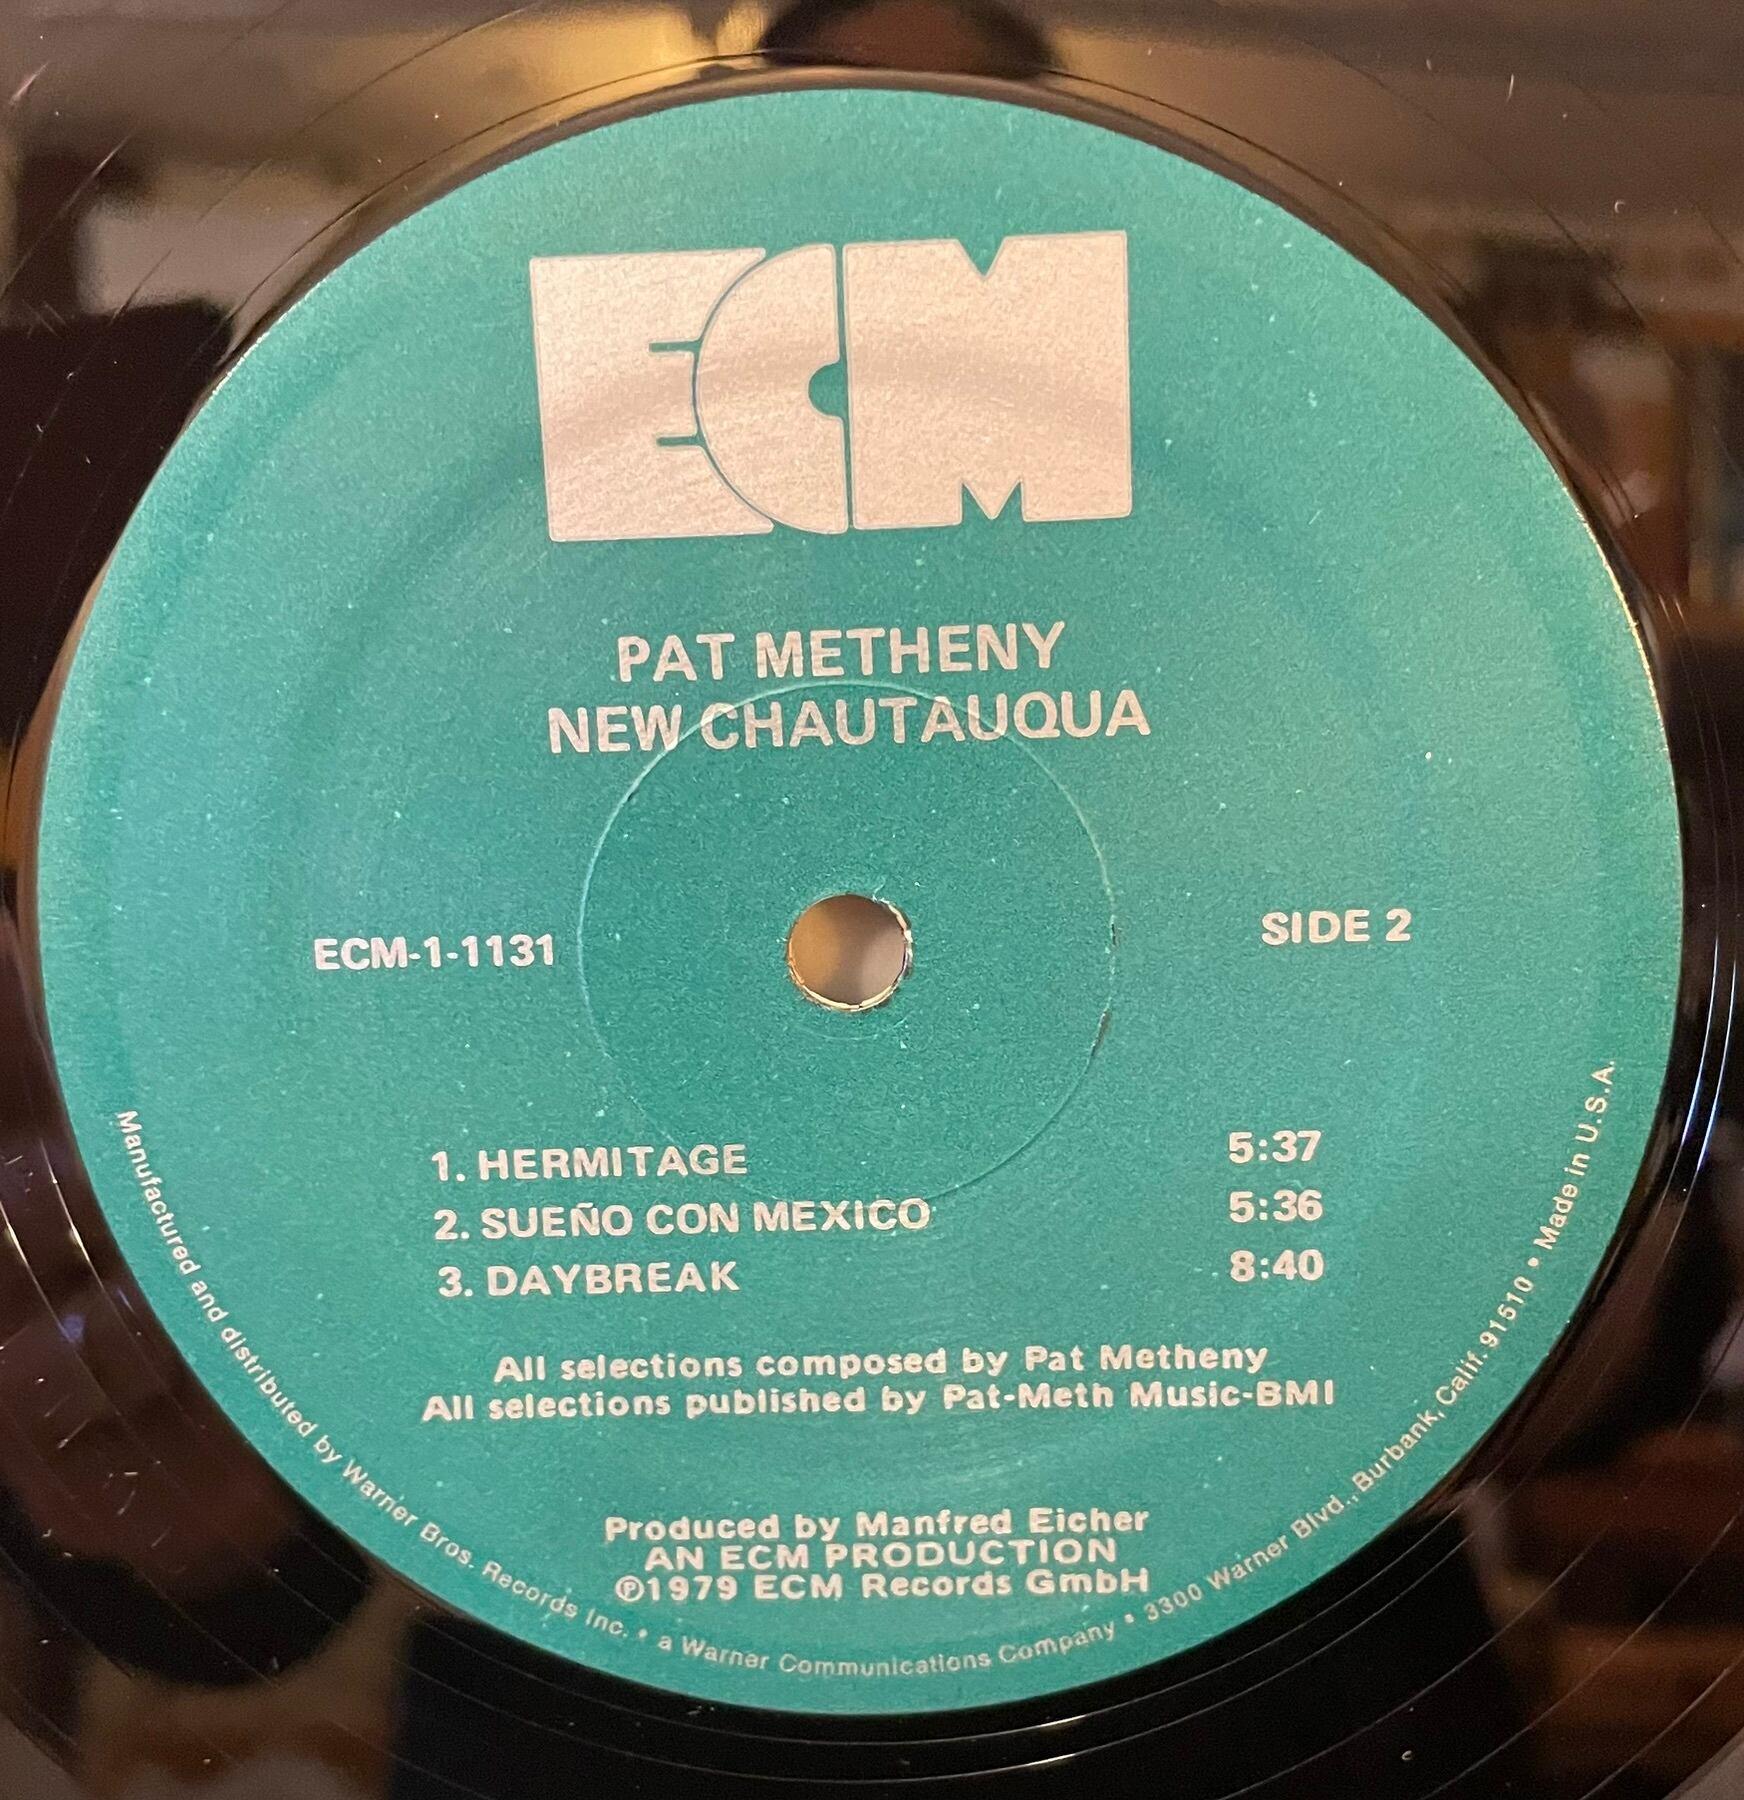 ECM
PAT METHENY
NEW CHAUTAUQUA
ECM-1-1131
SIDE 2
1. HERMITAGE 5:37
2. SUEÑO CON MEXICO 5:36
3. DAYBREAK 8:40
All selections composed by Pat Metheny
All selections published by Pat-Meth Music-BMI
Produced by Manfred Eicher
AN ECM PRODUCTION
℗1979 ECM Records GmbH
Manufactured and distributed by Warner Bros. Records Inc. • a Warner Communications Company • 3300 Warner Blvd., Burbank, Calif. 91510 • Made in U.S.A.